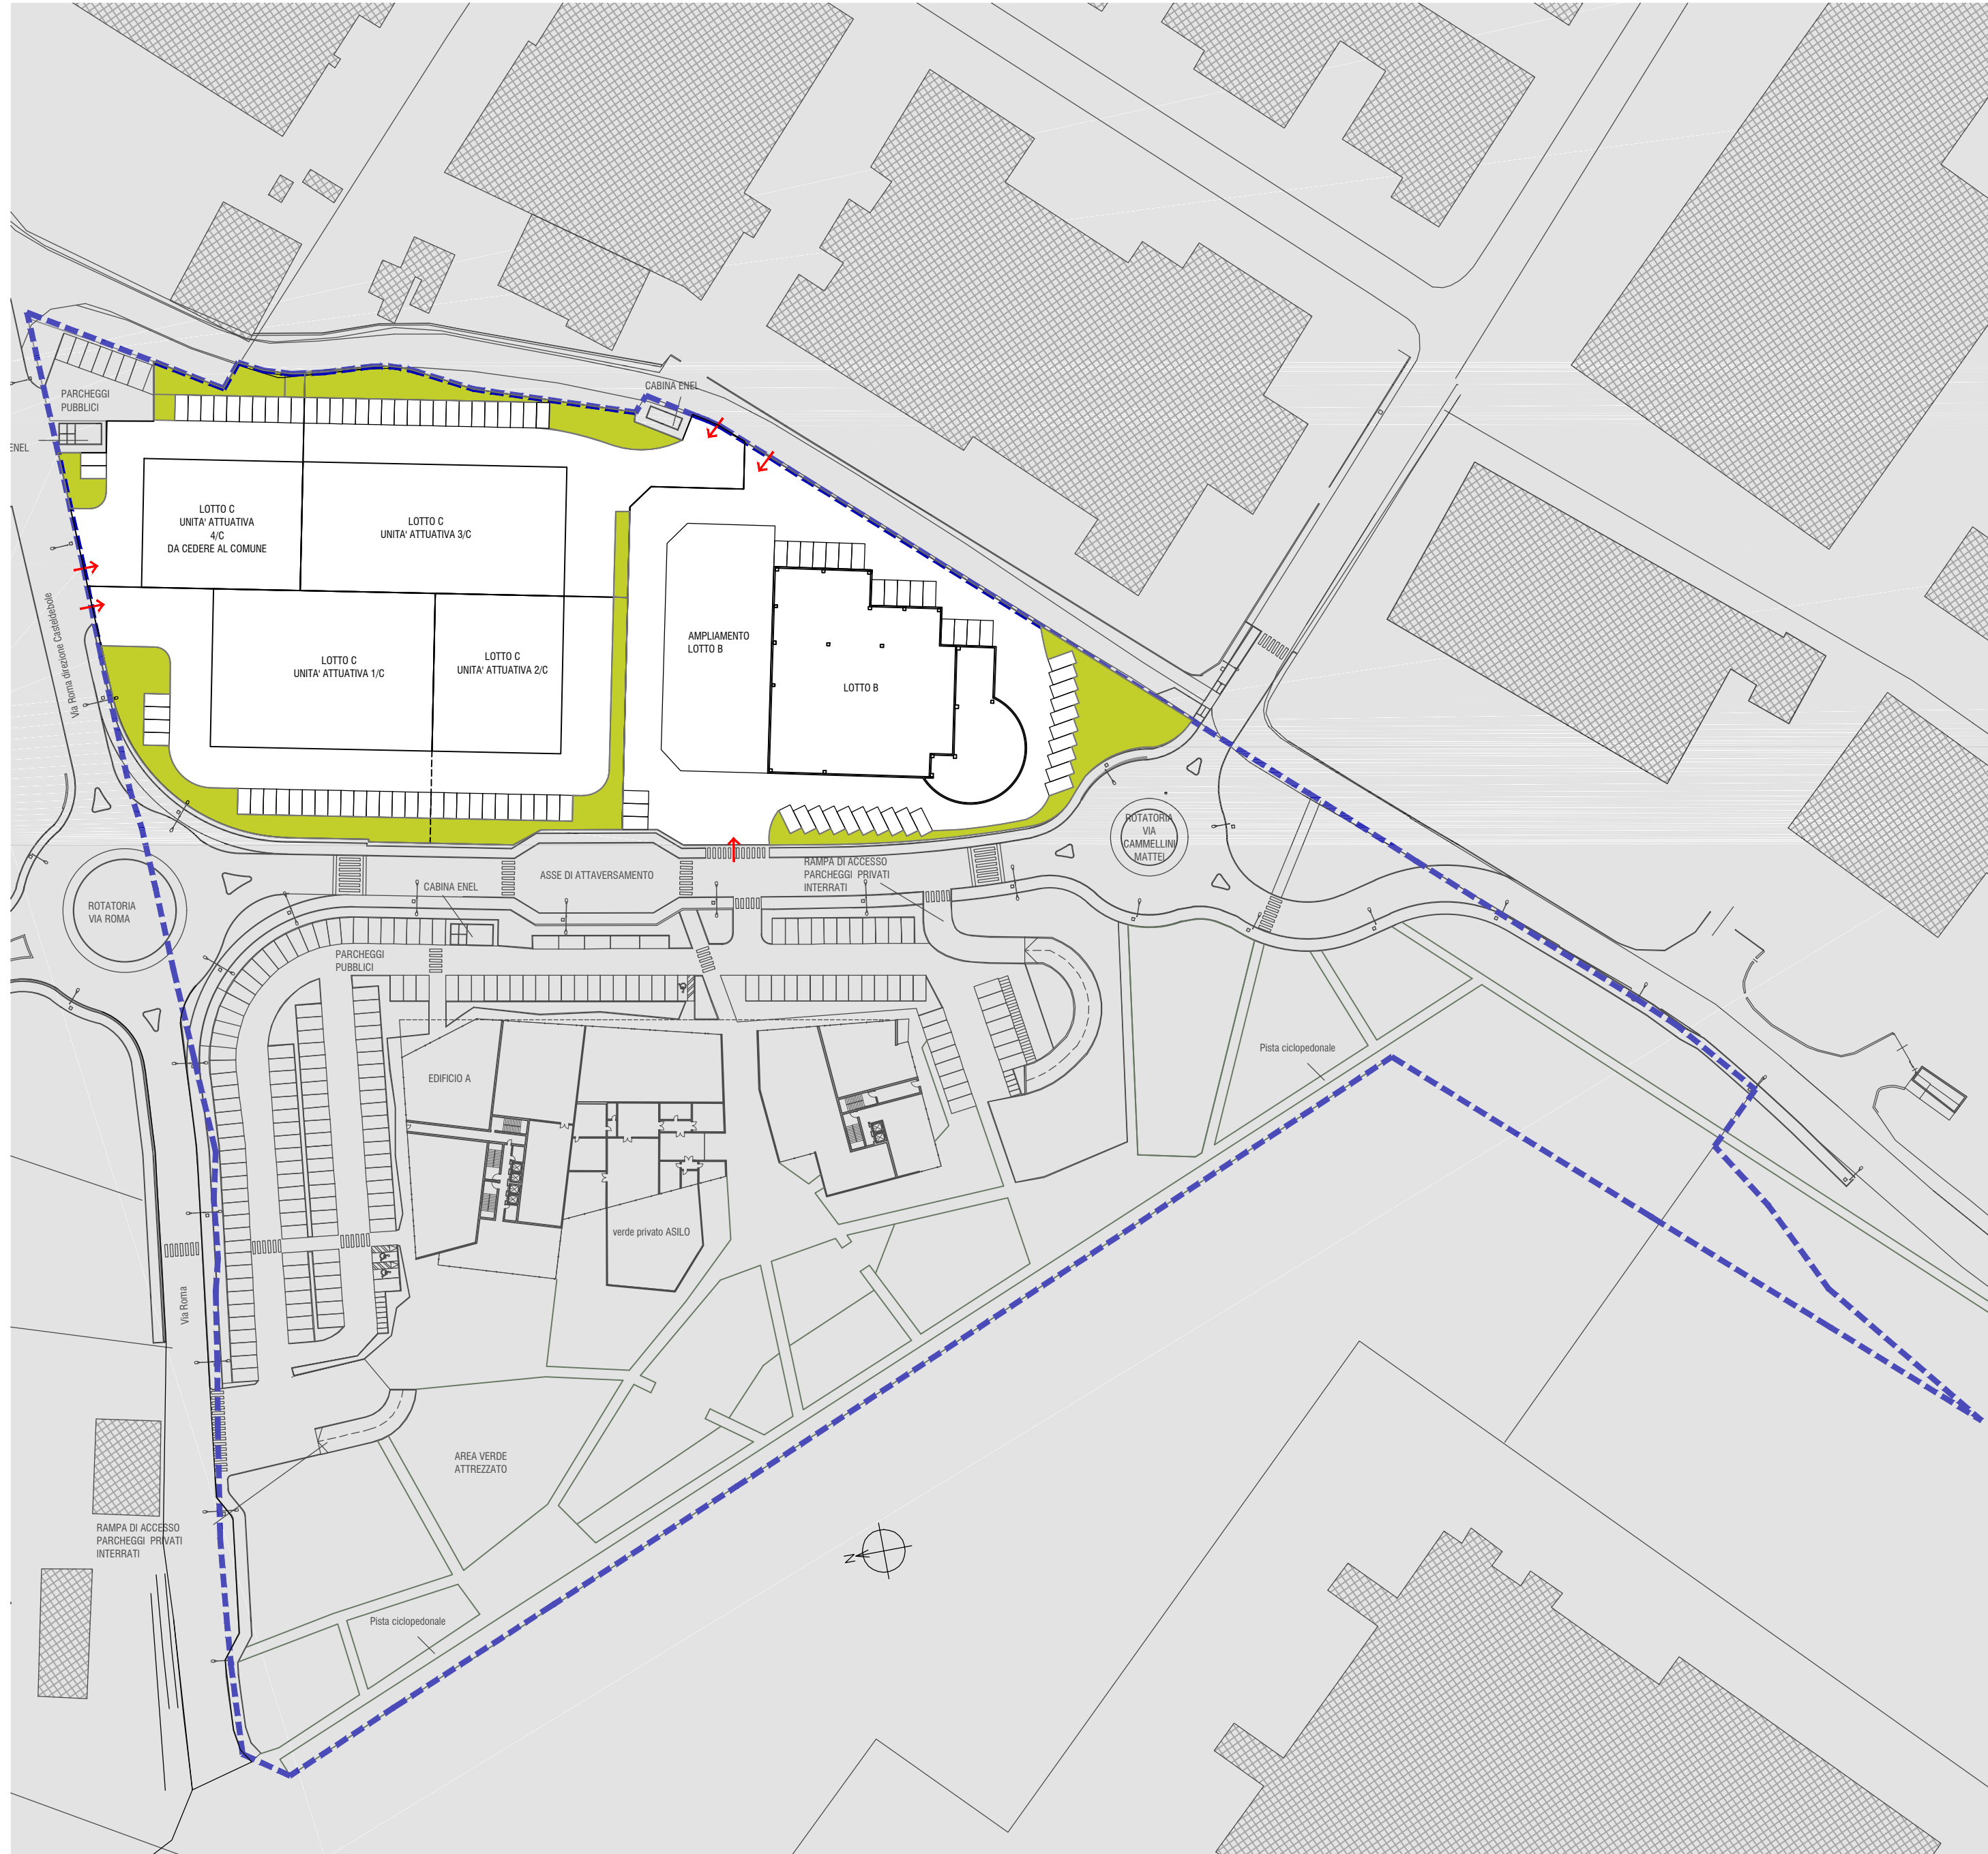 CABINA ENEL
PARCHEGGI
PUBBLICI
ENEL
LOTTO C
UNITA' ATTUATIVA
4/C
DA CEDERE AL COMUNE
LOTTO C
UNITA' ATTUATIVA 3/C
Via Roma direzione Casteldebole
LOTTO C
UNITA' ATTUATIVA 1/C
LOTTO C
UNITA' ATTUATIVA 2/C
AMPLIAMENTO
LOTTO B
LOTTO B
ROTATORIA
VIA
CAMMELLINI
MATTEI
ASSE DI ATTAVERSAMENTO
RAMPA DI ACCESSO
PARCHEGGI PRIVATI
INTERRATI
CABINA ENEL
ROTATORIA
VIA ROMA
PARCHEGGI
PUBBLICI
Pista ciclopedonale
EDIFICIO A
verde privato ASILO
Via Roma
AREA VERDE
ATTREZZATO
RAMPA DI ACCESSO
PARCHEGGI PRIVATI
INTERRATI
N
Pista ciclopedonale